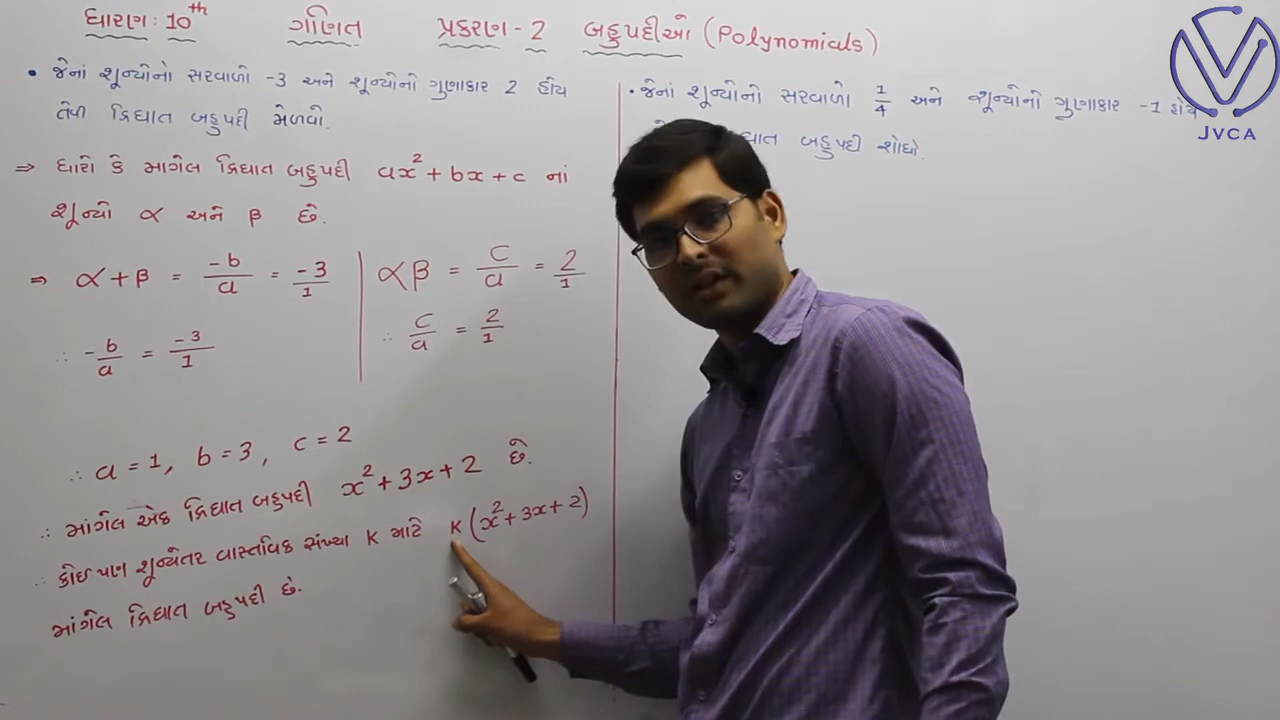 ધોરણ: 10th ગણિત પ્રકરણ - 2 બહુપદીઓ (Polynomials)
• જેનાં શૂન્યોનો સરવાળો -3 અને શૂન્યોનો ગુણાકાર 2 હોય
તેવી દ્વિઘાત બહુપદી મેળવો.
⇒ ધારો કે માંગેલ દ્વિઘાત બહુપદી ax² + bx + c નાં
શૂન્યો α અને β છે.
⇒ α + β = -b/a = -3/1
∴ -b/a = -3/1
αβ = c/a = 2/1
∴ c/a = 2/1
∴ a = 1, b = 3, c = 2
∴ માંગેલ એક દ્વિઘાત બહુપદી x² + 3x + 2 છે.
∴ કોઈ પણ શૂન્યેતર વાસ્તવિક સંખ્યા K માટે K(x² + 3x + 2)
માંગેલ દ્વિઘાત બહુપદી છે.
• જેનાં શૂન્યોનો સરવાળો 1/4 અને શૂન્યોનો ગુણાકાર -1 હોય
બહુપદી શોધો.
JVCA